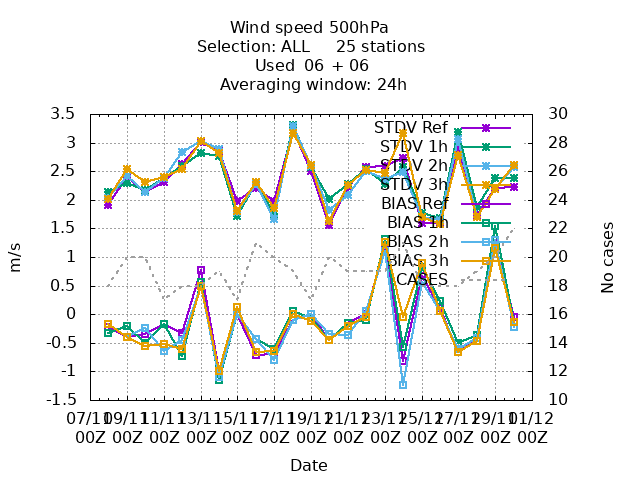 Wind speed 500hPa
Selection: ALL 25 stations
Used 06 + 06
Averaging window: 24h
3.5
3
2.5
2
1.5
1
0.5
0
-0.5
-1
-1.5
30
28
26
24
22
20
18
16
14
12
10
m/s
No cases
STDV Ref
STDV 1h
STDV 2h
STDV 3h
BIAS Ref
BIAS 1h
BIAS 2h
BIAS 3h
CASES
07/11 09/11 11/11 13/11 15/11 17/11 19/11 21/11 23/11 25/11 27/11 29/11 01/12
00Z 00Z 00Z 00Z 00Z 00Z 00Z 00Z 00Z 00Z 00Z 00Z 00Z
Date